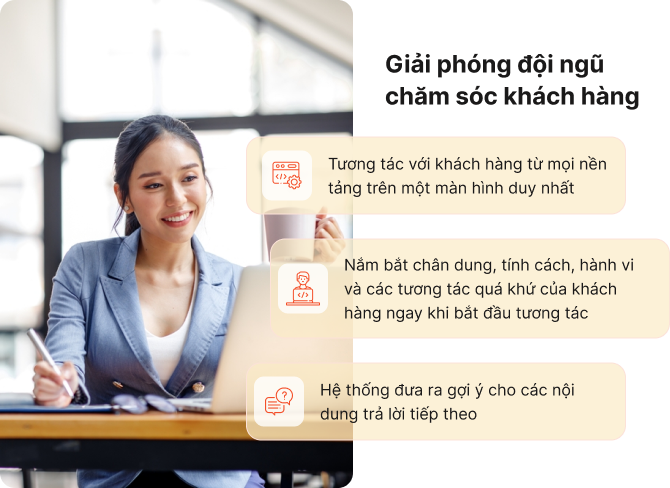 Giải phóng đội ngũ
chăm sóc khách hàng
Tương tác với khách hàng từ mọi nền
tảng trên một màn hình duy nhất
Nắm bắt chân dung, tính cách, hành vi
và các tương tác quá khứ của khách
hàng ngay khi bắt đầu tương tác
Hệ thống đưa ra gợi ý cho các nội
dung trả lời tiếp theo